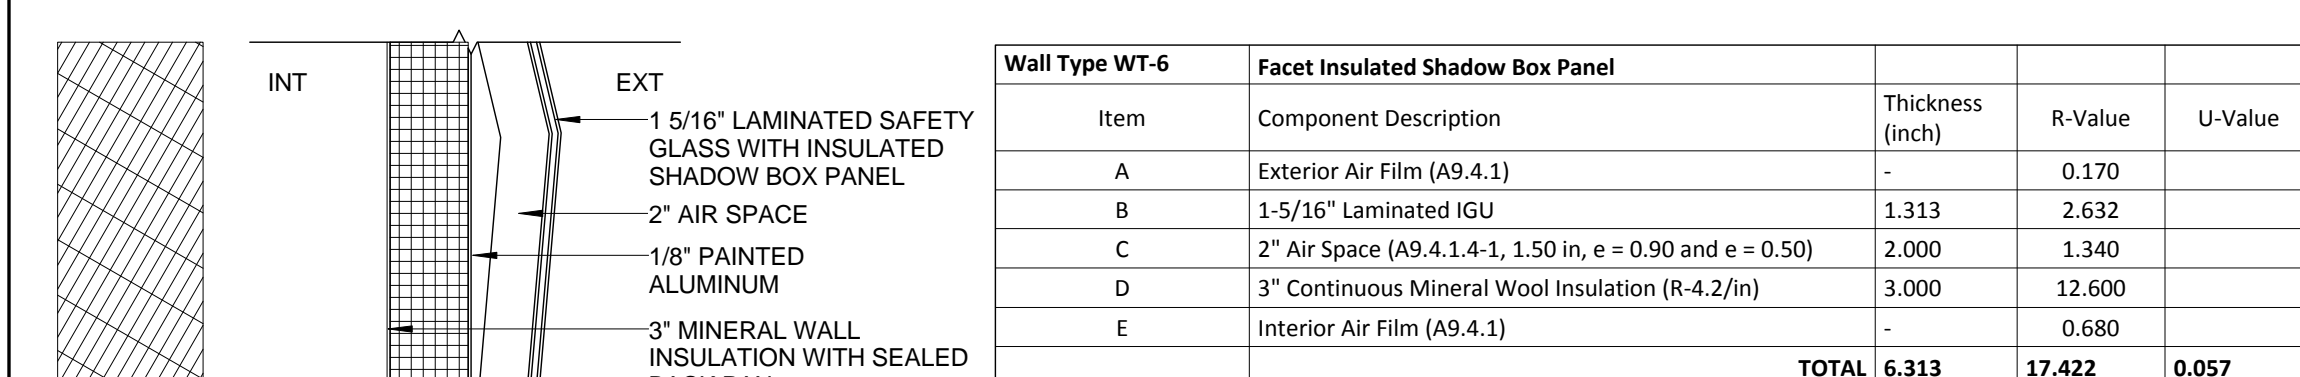 INT
EXT
1 5/16" LAMINATED SAFETY
GLASS WITH INSULATED
SHADOW BOX PANEL
2" AIR SPACE
1/8" PAINTED
ALUMINUM
3" MINERAL WALL
INSULATION WITH SEALED
Wall Type WT-6 Facet Insulated Shadow Box Panel
Item Component Description Thickness (inch) R-Value U-Value
A Exterior Air Film (A9.4.1) - 0.170
B 1-5/16" Laminated IGU 1.313 2.632
C 2" Air Space (A9.4.1.4-1, 1.50 in, e = 0.90 and e = 0.50) 2.000 1.340
D 3" Continuous Mineral Wool Insulation (R-4.2/in) 3.000 12.600
E Interior Air Film (A9.4.1) - 0.680
TOTAL 6.313 17.422 0.057